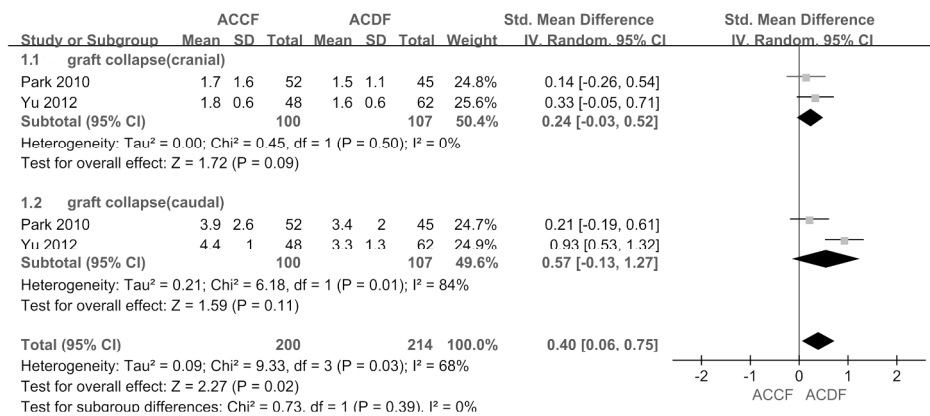 ACCF ACDF Std. Mean Difference Std. Mean Difference
Study or Subgroup Mean SD Total Mean SD Total Weight IV, Random, 95% CI IV, Random, 95% CI
1.1 graft collapse(cranial)
Park 2010 1.7 1.6 52 1.5 1.1 45 24.8% 0.14 [-0.26, 0.54]
Yu 2012 1.8 0.6 48 1.6 0.6 62 25.6% 0.33 [-0.05, 0.71]
Subtotal (95% CI) 100 107 50.4% 0.24 [-0.03, 0.52]
Heterogeneity: Tau² = 0.00; Chi² = 0.45, df = 1 (P = 0.50); I² = 0%
Test for overall effect: Z = 1.72 (P = 0.09)
1.2 graft collapse(caudal)
Park 2010 3.9 2.6 52 3.4 2 45 24.7% 0.21 [-0.19, 0.61]
Yu 2012 4.4 1 48 3.3 1.3 62 24.9% 0.93 [0.53, 1.32]
Subtotal (95% CI) 100 107 49.6% 0.57 [-0.13, 1.27]
Heterogeneity: Tau² = 0.21; Chi² = 6.18, df = 1 (P = 0.01); I² = 84%
Test for overall effect: Z = 1.59 (P = 0.11)
Total (95% CI) 200 214 100.0% 0.40 [0.06, 0.75]
Heterogeneity: Tau² = 0.09; Chi² = 9.33, df = 3 (P = 0.03); I² = 68%
Test for overall effect: Z = 2.27 (P = 0.02)
Test for subgroup differences: Chi² = 0.73, df = 1 (P = 0.39), I² = 0%
-2 -1 0 1 2
ACCF ACDF